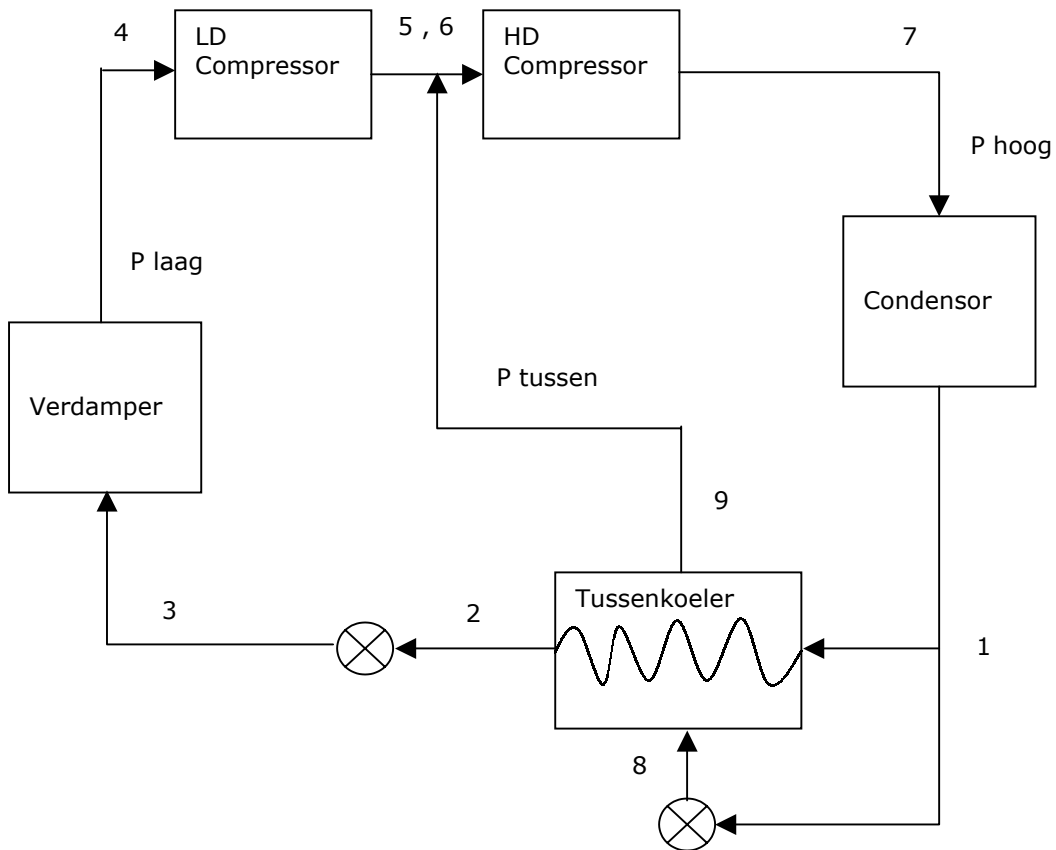 4
LD
Compressor
5 , 6
HD
Compressor
7
P hoog
P laag
Condensor
P tussen
Verdamper
9
Tussenkoeler
3
2
1
8